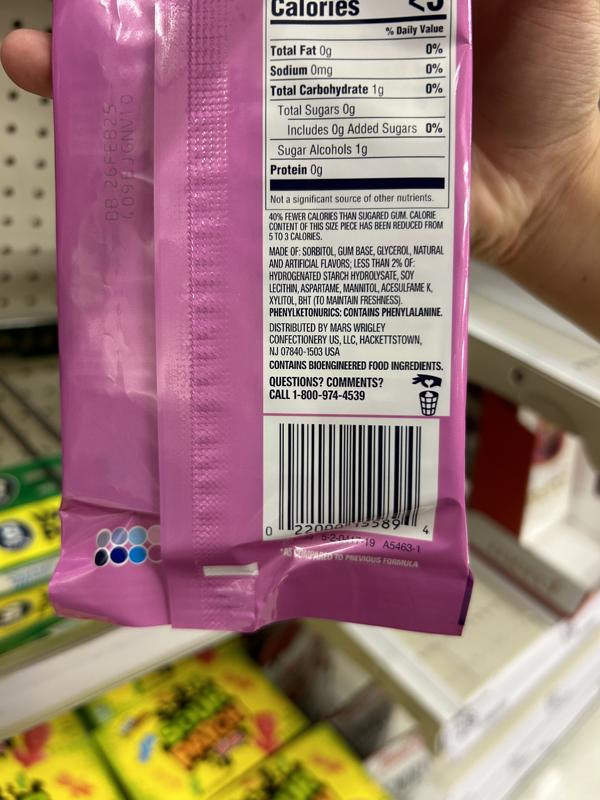 Calories <5
% Daily Value
Total Fat 0g 0%
Sodium 0mg 0%
Total Carbohydrate 1g 0%
Total Sugars 0g
Includes 0g Added Sugars 0%
Sugar Alcohols 1g
Protein 0g
Not a significant source of other nutrients.
40% FEWER CALORIES THAN SUGARED GUM. CALORIE
CONTENT OF THIS SIZE PIECE HAS BEEN REDUCED FROM
5 TO 3 CALORIES.
MADE OF: SORBITOL, GUM BASE, GLYCEROL, NATURAL
AND ARTIFICIAL FLAVORS; LESS THAN 2% OF:
HYDROGENATED STARCH HYDROLYSATE, SOY
LECITHIN, ASPARTAME, MANNITOL, ACESULFAME K,
XYLITOL, BHT (TO MAINTAIN FRESHNESS).
PHENYLKETONURICS: CONTAINS PHENYLALANINE.
DISTRIBUTED BY MARS WRIGLEY
CONFECTIONERY US, LLC, HACKETTSTOWN,
NJ 07840-1503 USA
CONTAINS BIOENGINEERED FOOD INGREDIENTS.
QUESTIONS? COMMENTS?
CALL 1-800-974-4539
0 4
A5463-1
*AS COMPARED TO PREVIOUS FORMULA
BB 26FEB25
SOUR
PATCH